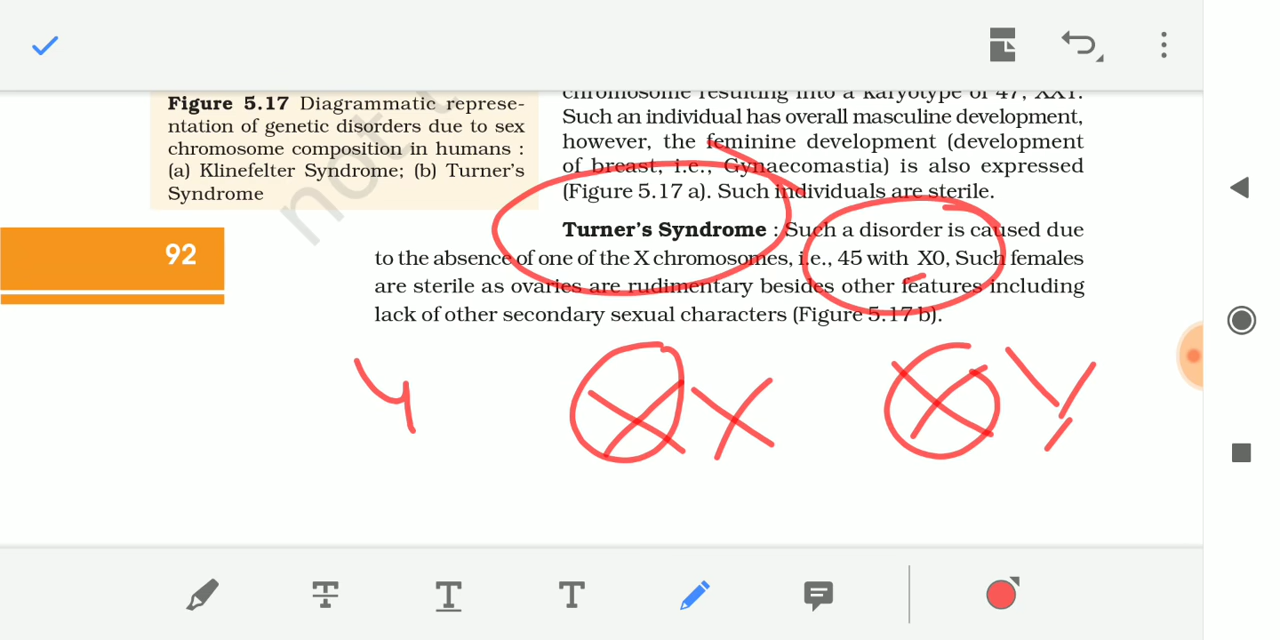 chromosome resulting into a karyotype of 47, XXY.
Such an individual has overall masculine development,
however, the feminine development (development
of breast, i.e., Gynaecomastia) is also expressed
(Figure 5.17 a). Such individuals are sterile.
Figure 5.17 Diagrammatic represe-
ntation of genetic disorders due to sex
chromosome composition in humans :
(a) Klinefelter Syndrome; (b) Turner's
Syndrome
not
92
Turner's Syndrome : Such a disorder is caused due
to the absence of one of the X chromosomes, i.e., 45 with X0, Such females
are sterile as ovaries are rudimentary besides other features including
lack of other secondary sexual characters (Figure 5.17 b).
Y X X X Y
T T T